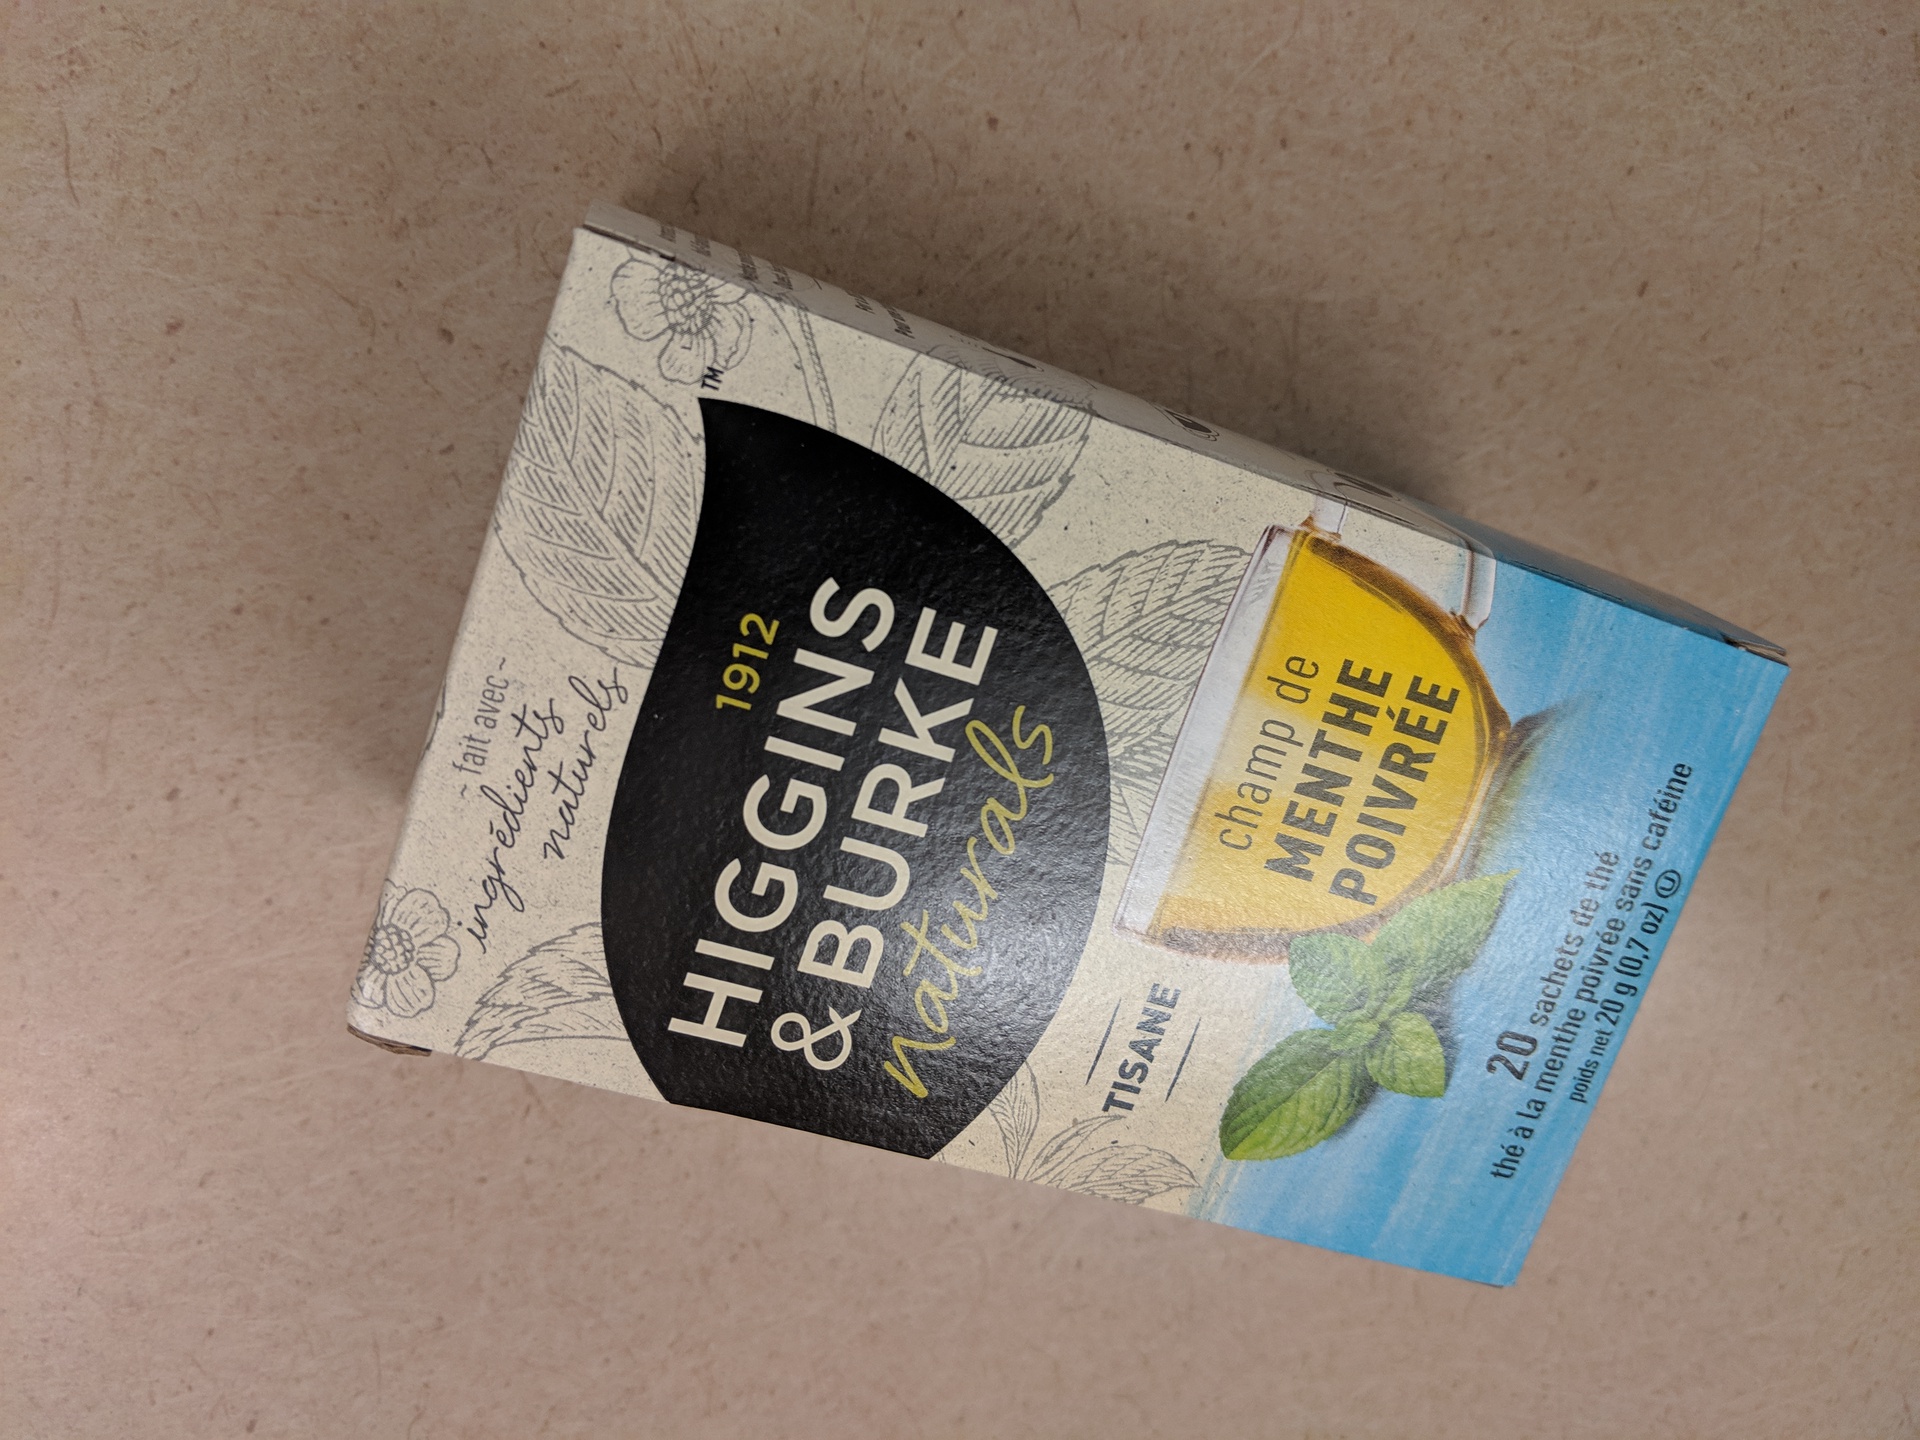 ~ fait avec ~
ingrédients
naturels
TM
1912
HIGGINS
& BURKE
naturals
TISANE
champ de
MENTHE
POIVRÉE
20 sachets de thé
thé à la menthe poivrée sans caféine
poids net 20 g (0,7 oz) U